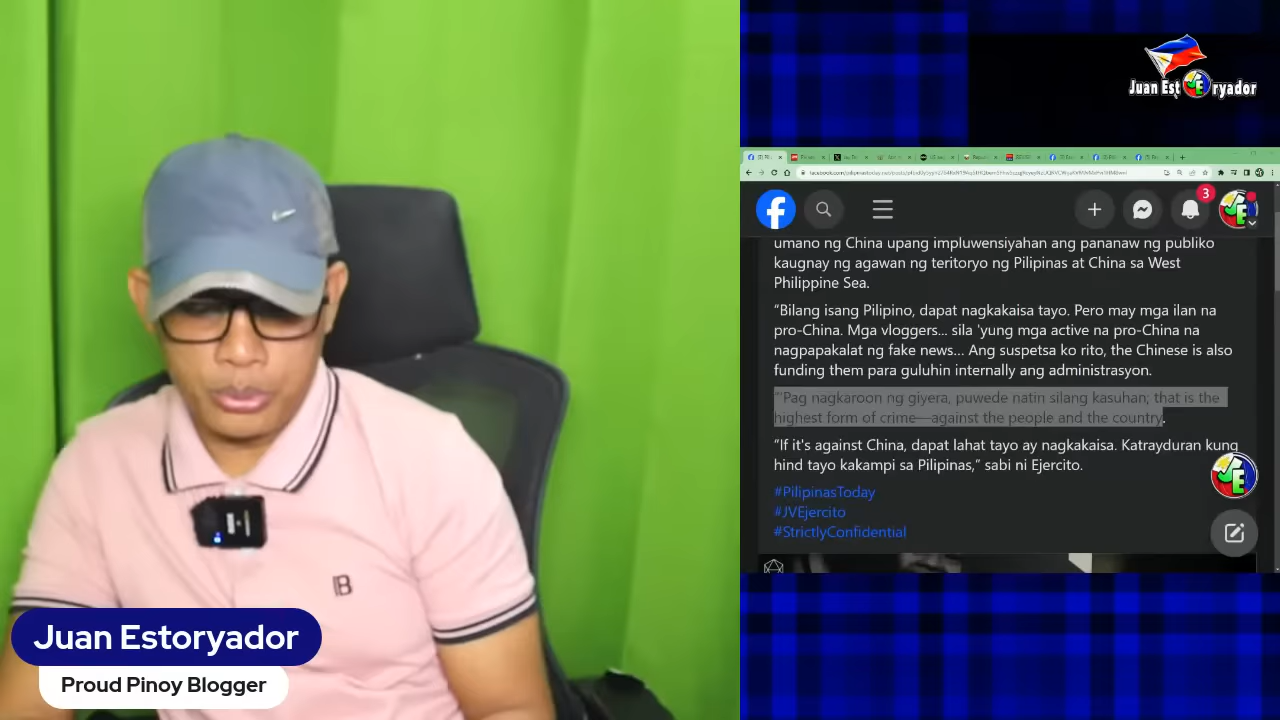 Juan Est ryador
3
umano ng China upang impluwensiyahan ang pananaw ng publiko
kaugnay ng agawan ng teritoryo ng Pilipinas at China sa West
Philippine Sea.
“Bilang isang Pilipino, dapat nagkakaisa tayo. Pero may mga ilan na
pro-China. Mga vloggers... sila 'yung mga active na pro-China na
nagpapakalat ng fake news... Ang suspetsa ko rito, the Chinese is also
funding them para guluhin internally ang administrasyon.
“'Pag nagkaroon ng giyera, puwede natin silang kasuhan; that is the
highest form of crime—against the people and the country.
“If it's against China, dapat lahat tayo ay nagkakaisa. Katrayduran kung
hind tayo kakampi sa Pilipinas,” sabi ni Ejercito.
#PilipinasToday
#JVEjercito
#StrictlyConfidential
B
Juan Estoryador
Proud Pinoy Blogger